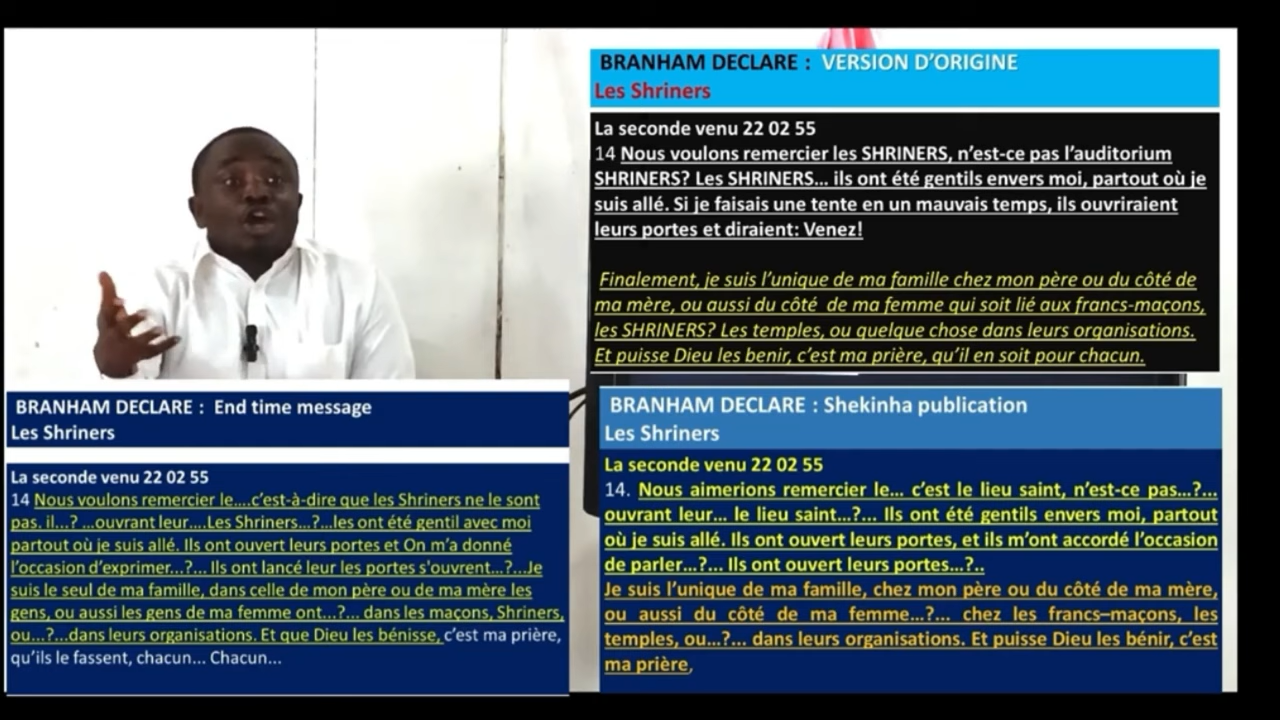 BRANHAM DECLARE : VERSION D'ORIGINE
Les Shriners
La seconde venu 22 02 55
14 Nous voulons remercier les SHRINERS, n'est-ce pas l'auditorium
SHRINERS? Les SHRINERS... ils ont été gentils envers moi, partout où je
suis allé. Si je faisais une tente en un mauvais temps, ils ouvriraient
leurs portes et diraient: Venez!
Finalement, je suis l'unique de ma famille chez mon père ou du côté de
ma mère, ou aussi du côté de ma femme qui soit lié aux francs-maçons,
les SHRINERS? Les temples, ou quelque chose dans leurs organisations.
Et puisse Dieu les benir, c'est ma prière, qu'il en soit pour chacun.
BRANHAM DECLARE : End time message
Les Shriners
La seconde venu 22 02 55
14 Nous voulons remercier le....c'est-à-dire que les Shriners ne le sont
pas. il...? ...ouvrant leur....Les Shriners...?...les ont été gentil avec moi
partout où je suis allé. Ils ont ouvert leurs portes et On m'a donné
l'occasion d'exprimer...?... Ils ont lancé leur les portes s'ouvrent...?...Je
suis le seul de ma famille, dans celle de mon père ou de ma mère les
gens, ou aussi les gens de ma femme ont...?... dans les maçons, Shriners,
ou...?...dans leurs organisations. Et que Dieu les bénisse, c'est ma prière,
qu'ils le fassent, chacun... Chacun...
BRANHAM DECLARE : Shekinha publication
Les Shriners
La seconde venu 22 02 55
14. Nous aimerions remercier le... c'est le lieu saint, n'est-ce pas...?...
ouvrant leur... le lieu saint...?... Ils ont été gentils envers moi, partout
où je suis allé. Ils ont ouvert leurs portes, et ils m'ont accordé l'occasion
de parler...?... Ils ont ouvert leurs portes...?..
Je suis l'unique de ma famille, chez mon père ou du côté de ma mère,
ou aussi du côté de ma femme...?... chez les francs–maçons, les
temples, ou...?... dans leurs organisations. Et puisse Dieu les bénir, c'est
ma prière,